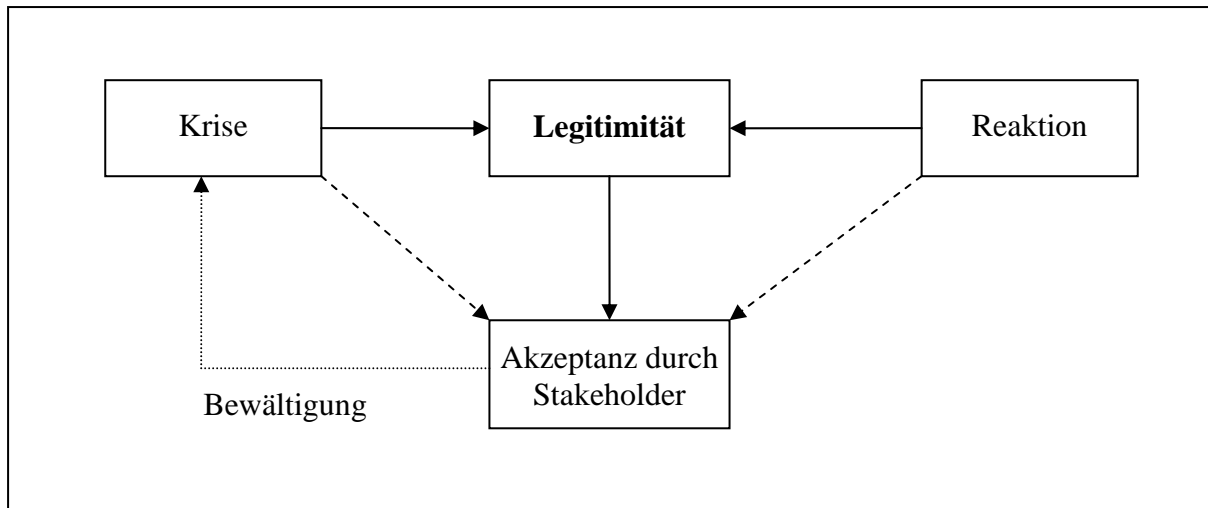 Krise
Legitimität
Reaktion
Akzeptanz durch
Stakeholder
Bewältigung